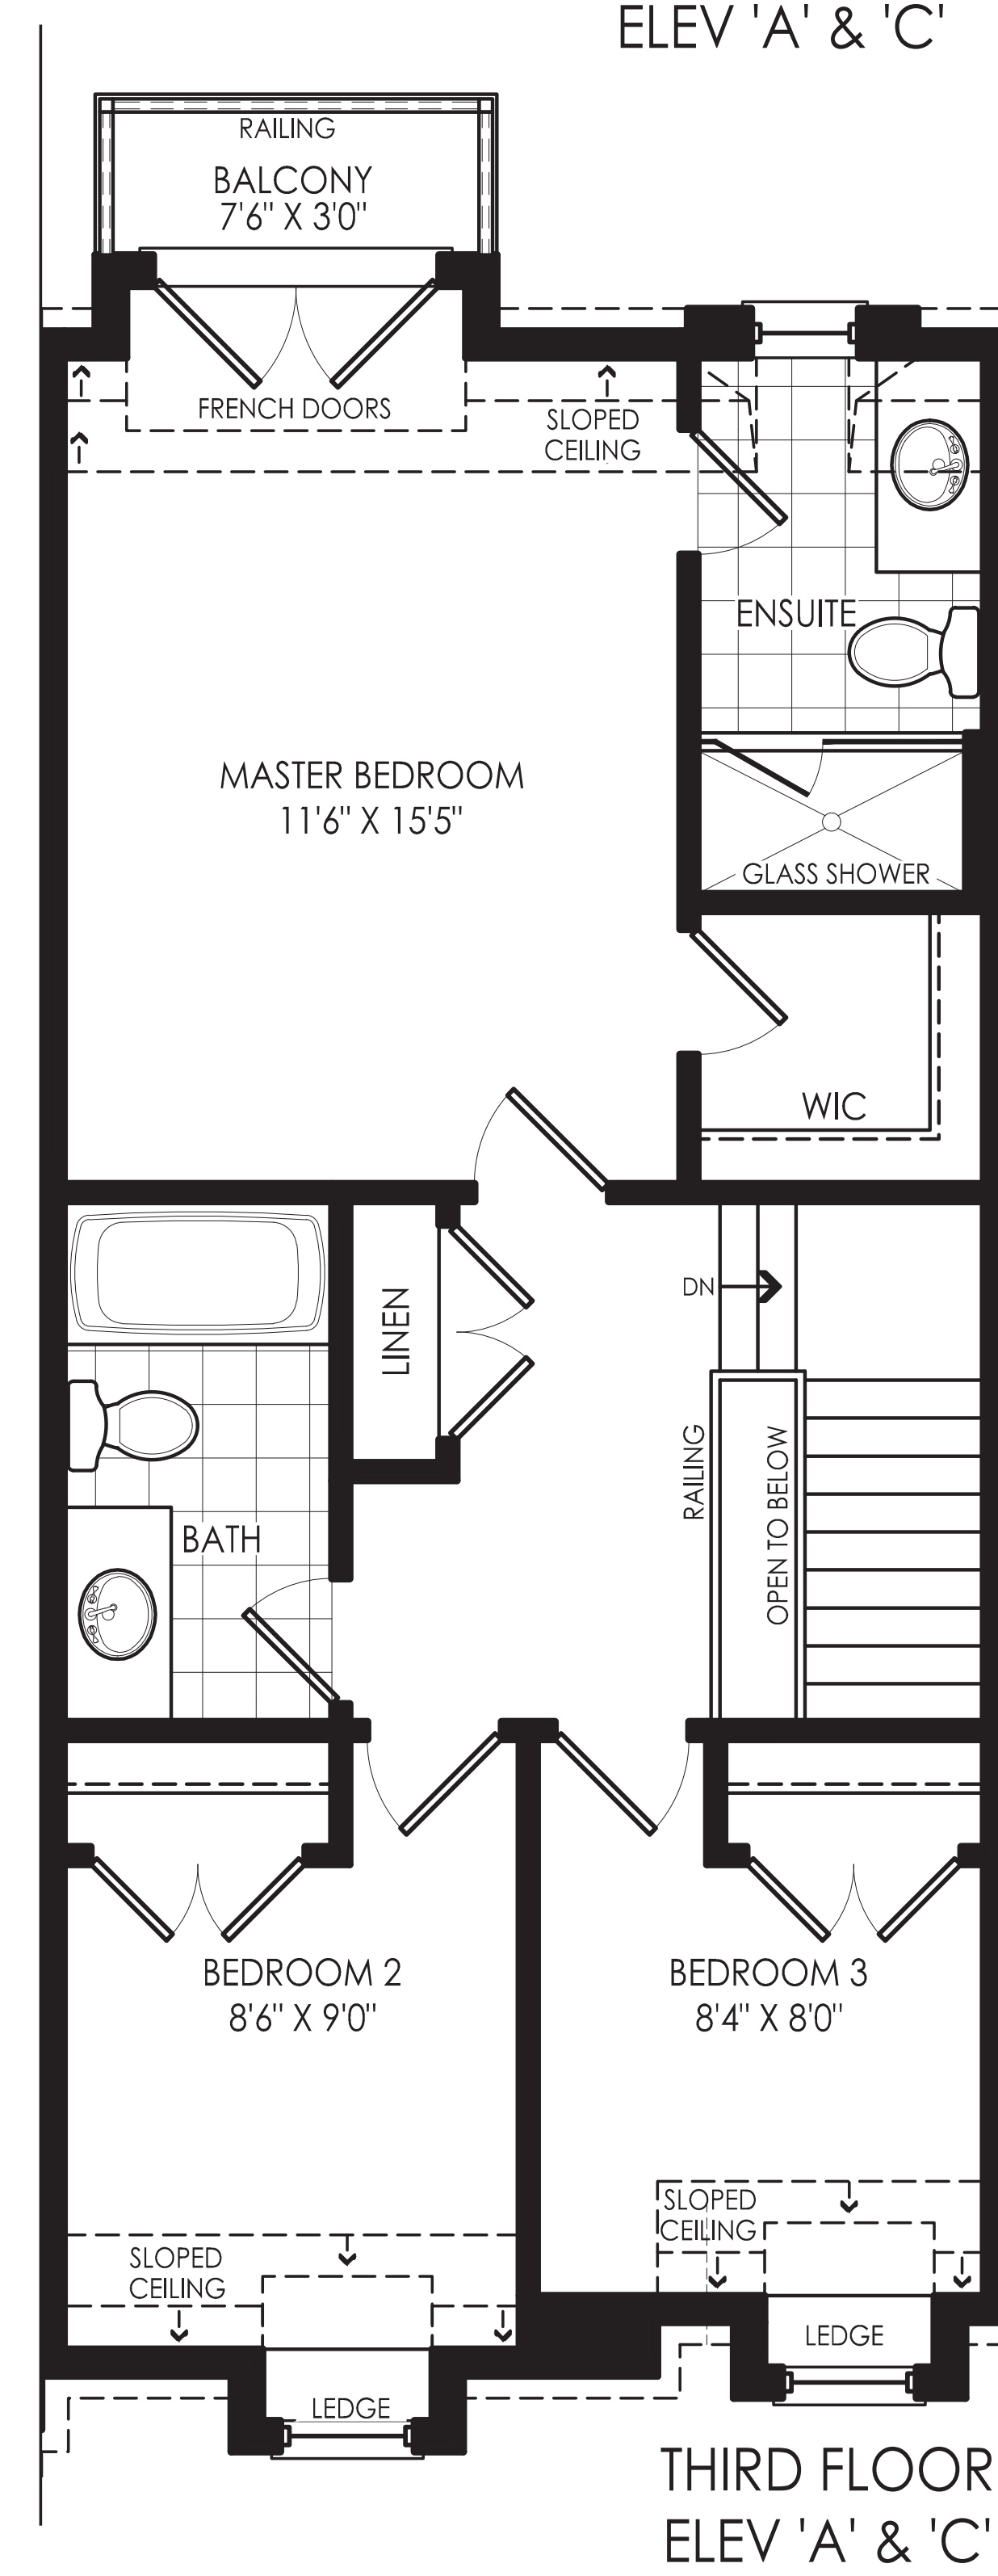 ELEV 'A' & 'C'
RAILING
BALCONY
7'6" X 3'0"
FRENCH DOORS
SLOPED
CEILING
ENSUITE
MASTER BEDROOM
11'6" X 15'5"
GLASS SHOWER
WIC
LINEN
DN
RAILING
OPEN TO BELOW
BATH
BEDROOM 2
8'6" X 9'0"
BEDROOM 3
8'4" X 8'0"
SLOPED
CEILING
SLOPED
CEILING
LEDGE
LEDGE
THIRD FLOOR
ELEV 'A' & 'C'